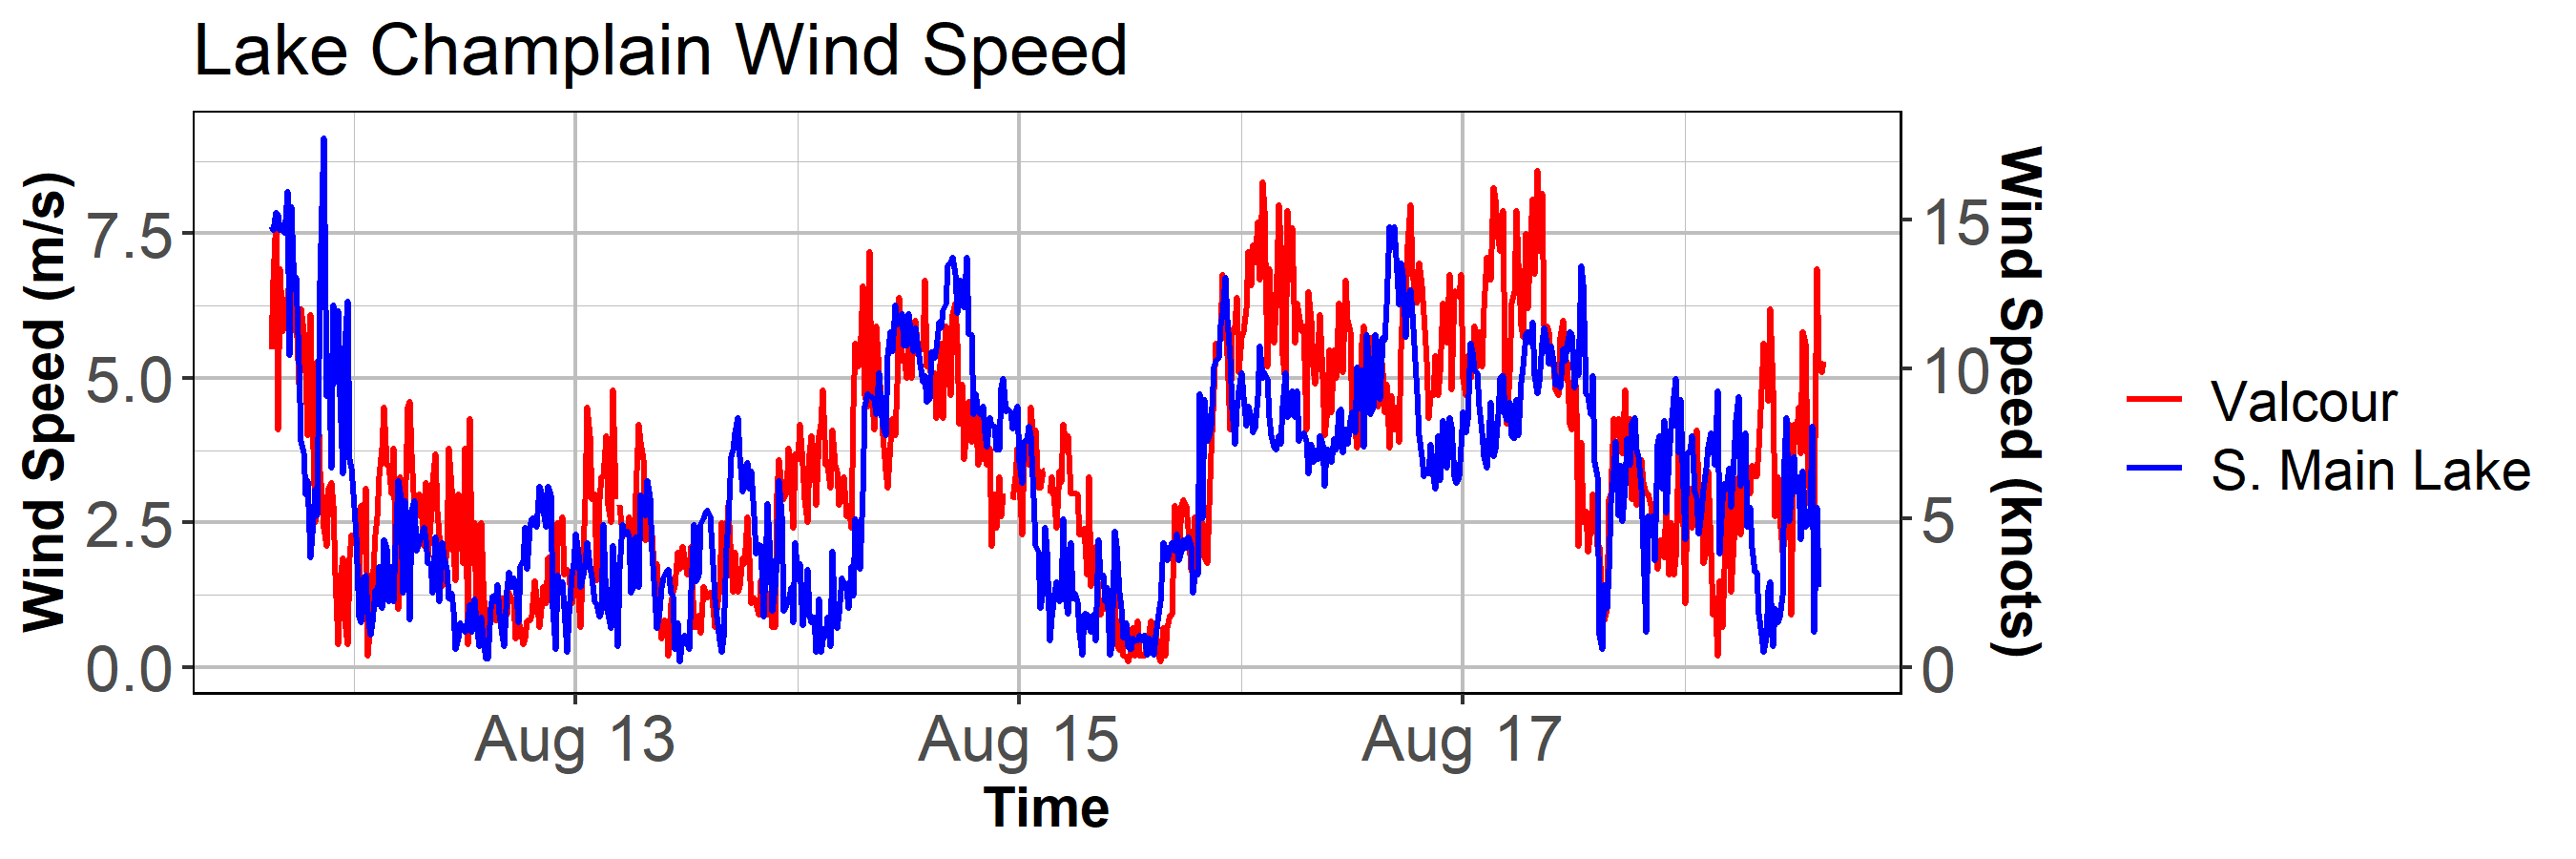 Lake Champlain Wind Speed
Wind Speed (m/s)
7.5
5.0
2.5
0.0
15
10
5
0
Wind Speed (knots)
Aug 13
Aug 15
Aug 17
Time
Valcour
S. Main Lake